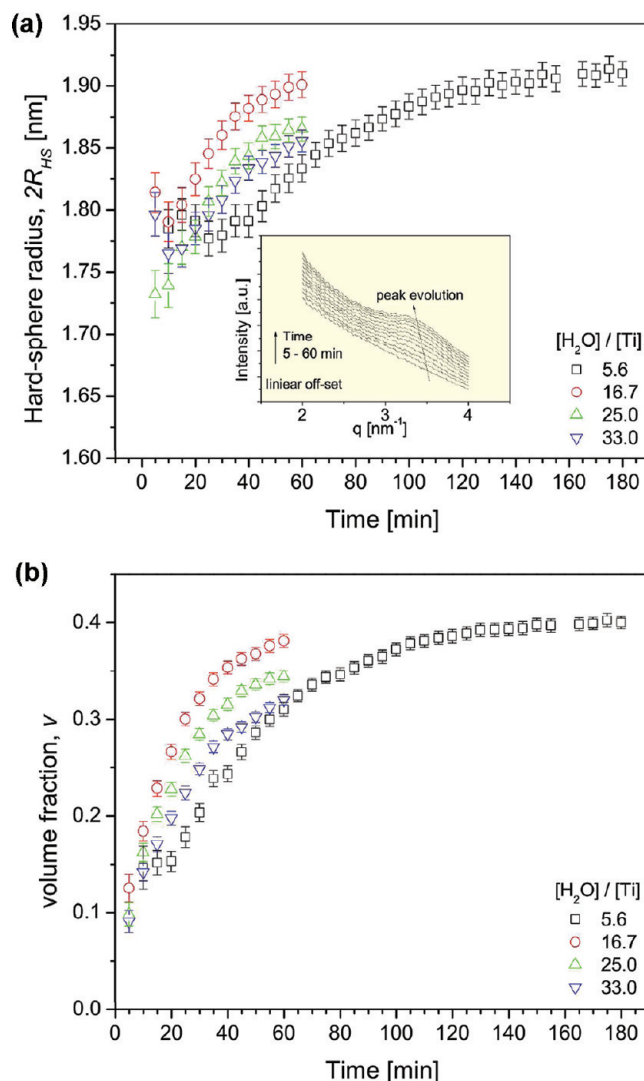 (a)
1.95
1.90
1.85
1.80
1.75
1.70
1.65
1.60
Hard-sphere radius, 2R_HS [nm]
Intensity [a.u.]
peak evolution
Time
5 - 60 min
liniear off-set
2 3 4
q [nm⁻¹]
[H₂O] / [Ti]
5.6
16.7
25.0
33.0
0 20 40 60 80 100 120 140 160 180
Time [min]
(b)
0.4
0.3
0.2
0.1
0.0
volume fraction, v
[H₂O] / [Ti]
5.6
16.7
25.0
33.0
0 20 40 60 80 100 120 140 160 180
Time [min]